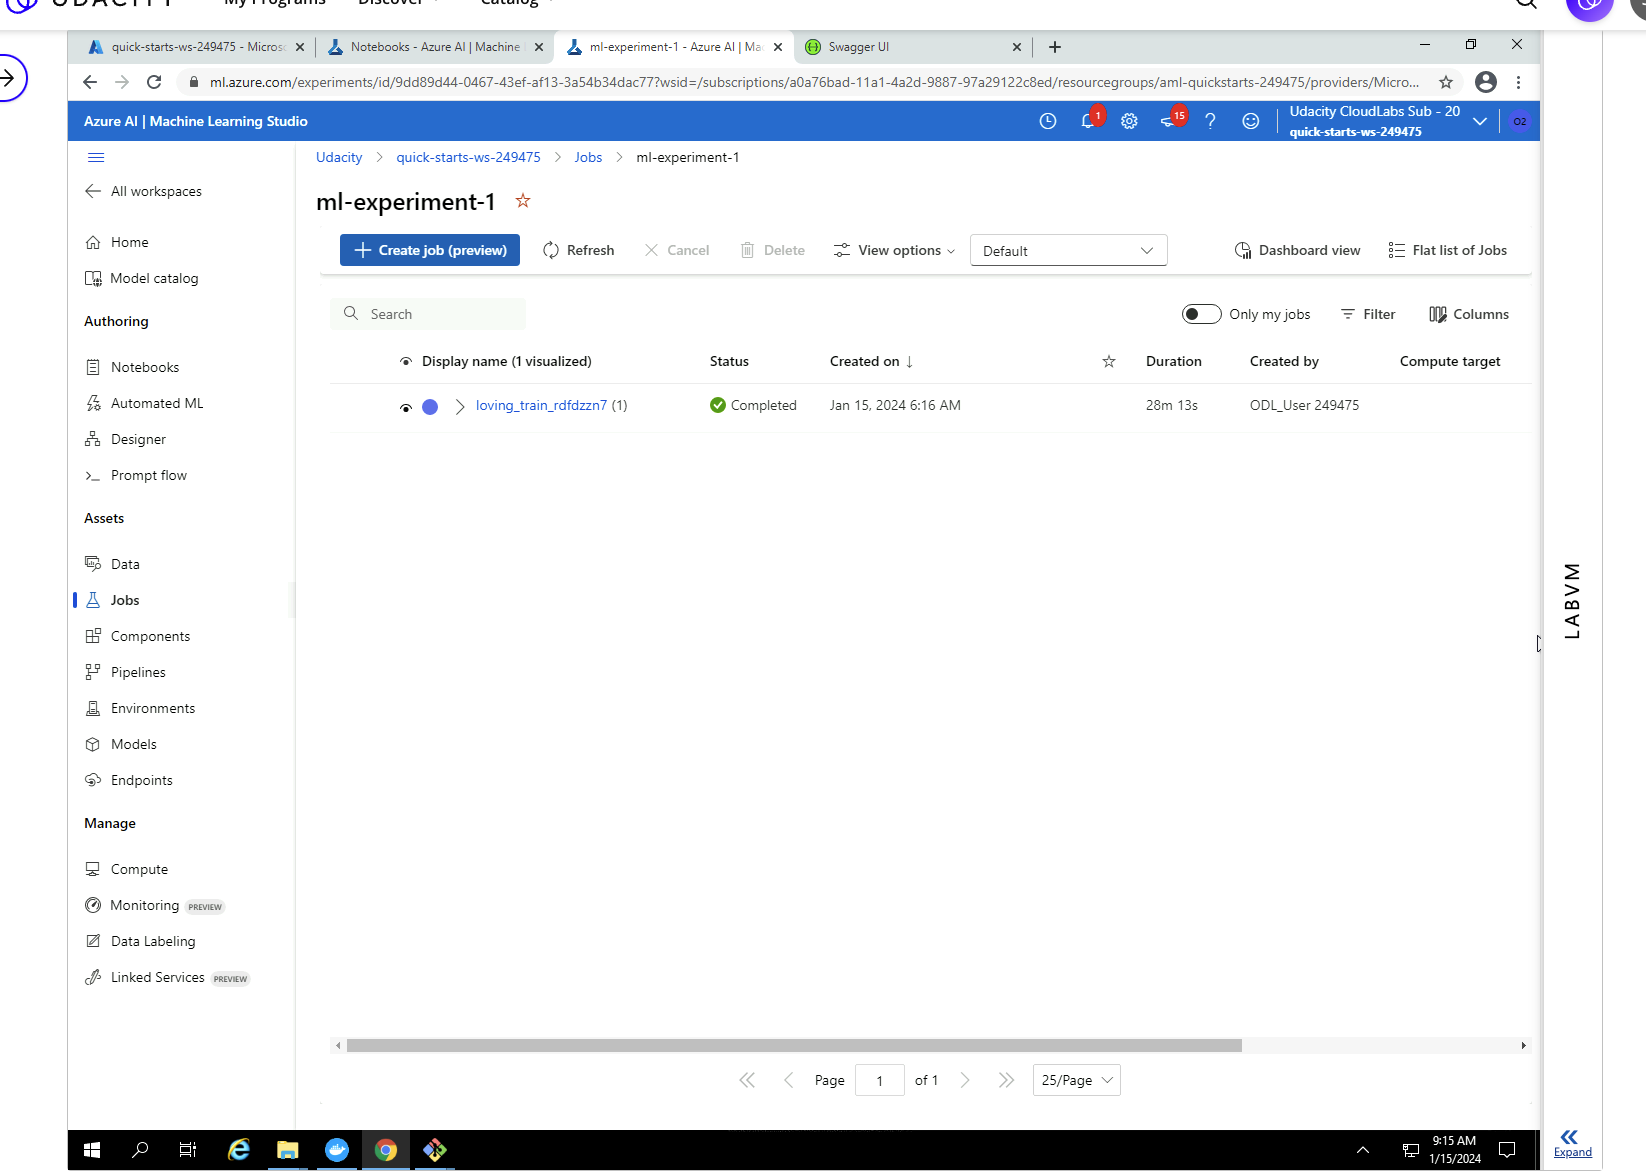 UDACITY
My Programs
Discover
Catalog
quick-starts-ws-249475 - Micros
Notebooks - Azure AI | Machine
ml-experiment-1 - Azure AI | Ma
Swagger UI
ml.azure.com/experiments/id/9dd89d44-0467-43ef-af13-3a54b34dac77?wsid=/subscriptions/a0a76bad-11a1-4a2d-9887-97a29122c8ed/resourcegroups/aml-quickstarts-249475/providers/Micro...
Azure AI | Machine Learning Studio
1
15
Udacity CloudLabs Sub - 20
quick-starts-ws-249475
O2
All workspaces
Home
Model catalog
Authoring
Notebooks
Automated ML
Designer
Prompt flow
Assets
Data
Jobs
Components
Pipelines
Environments
Models
Endpoints
Manage
Compute
Monitoring PREVIEW
Data Labeling
Linked Services PREVIEW
Udacity > quick-starts-ws-249475 > Jobs > ml-experiment-1
ml-experiment-1
Create job (preview)
Refresh
Cancel
Delete
View options
Default
Dashboard view
Flat list of Jobs
Search
Only my jobs
Filter
Columns
Display name (1 visualized) Status Created on ↓ Duration Created by Compute target
loving_train_rdfdzzn7 (1) Completed Jan 15, 2024 6:16 AM 28m 13s ODL_User 249475
Page 1 of 1
25/Page
LABVM
Expand
9:15 AM
1/15/2024